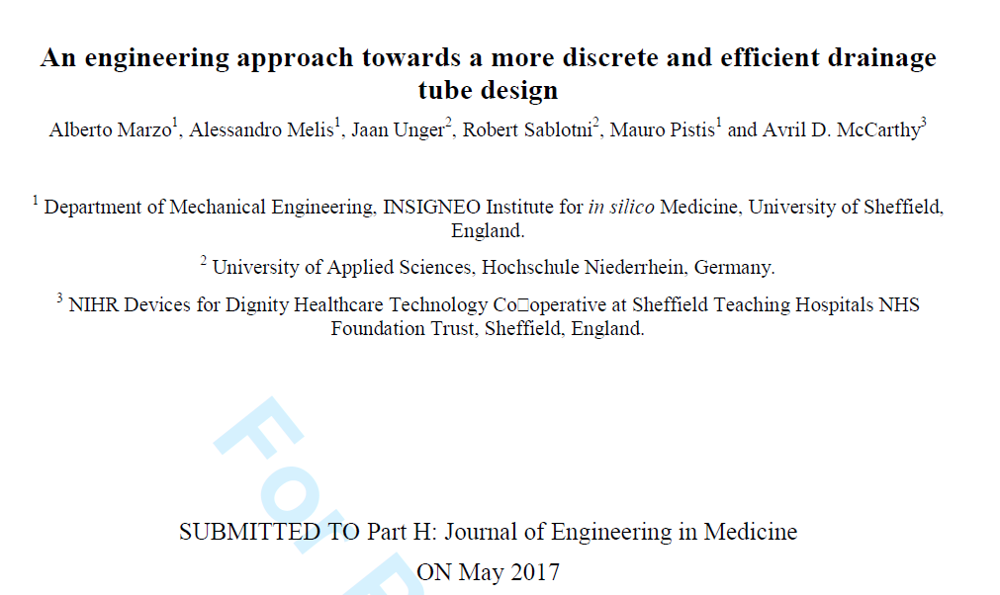 An engineering approach towards a more discrete and efficient drainage
tube design
Alberto Marzo1, Alessandro Melis1, Jaan Unger2, Robert Sablotni2, Mauro Pistis1 and Avril D. McCarthy3
1 Department of Mechanical Engineering, INSIGNEO Institute for in silico Medicine, University of Sheffield,
England.
2 University of Applied Sciences, Hochschule Niederrhein, Germany.
3 NIHR Devices for Dignity Healthcare Technology Co□operative at Sheffield Teaching Hospitals NHS
Foundation Trust, Sheffield, England.
For
SUBMITTED TO Part H: Journal of Engineering in Medicine
ON May 2017